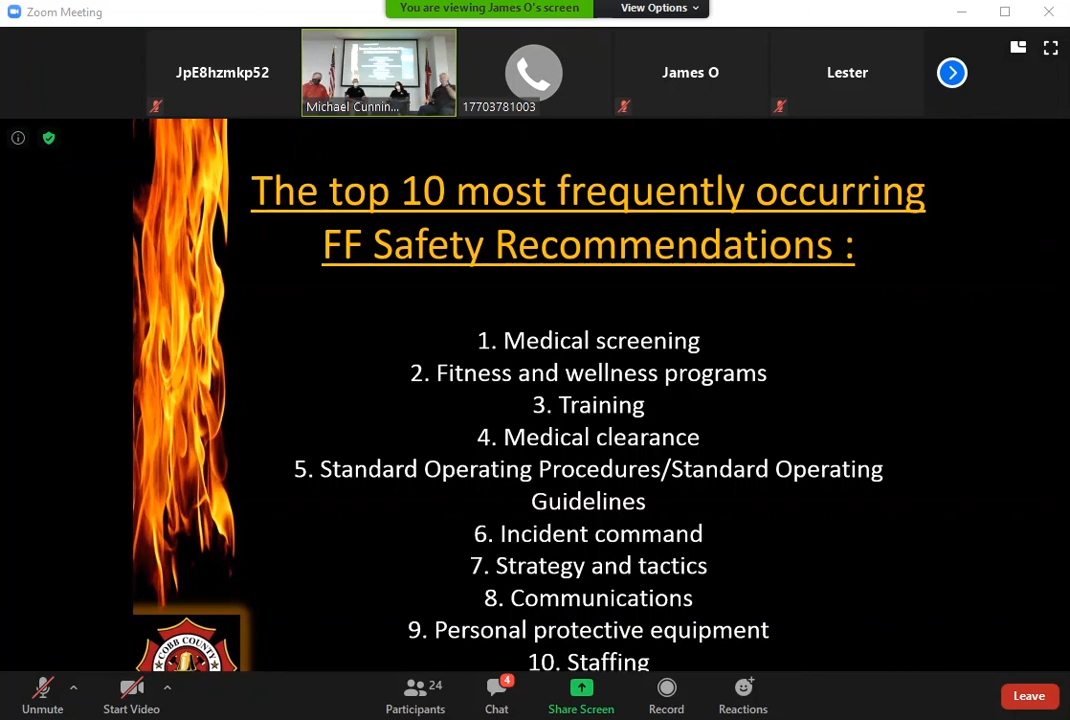 Zoom Meeting
You are viewing James O's screen
View Options
JpE8hzmkp52
Michael Cunnin...
17703781003
James O
Lester
The top 10 most frequently occurring
FF Safety Recommendations :
1. Medical screening
2. Fitness and wellness programs
3. Training
4. Medical clearance
5. Standard Operating Procedures/Standard Operating
Guidelines
6. Incident command
7. Strategy and tactics
8. Communications
9. Personal protective equipment
10. Staffing
COBB COUNTY
Unmute
Start Video
24
Participants
4
Chat
Share Screen
Record
Reactions
Leave